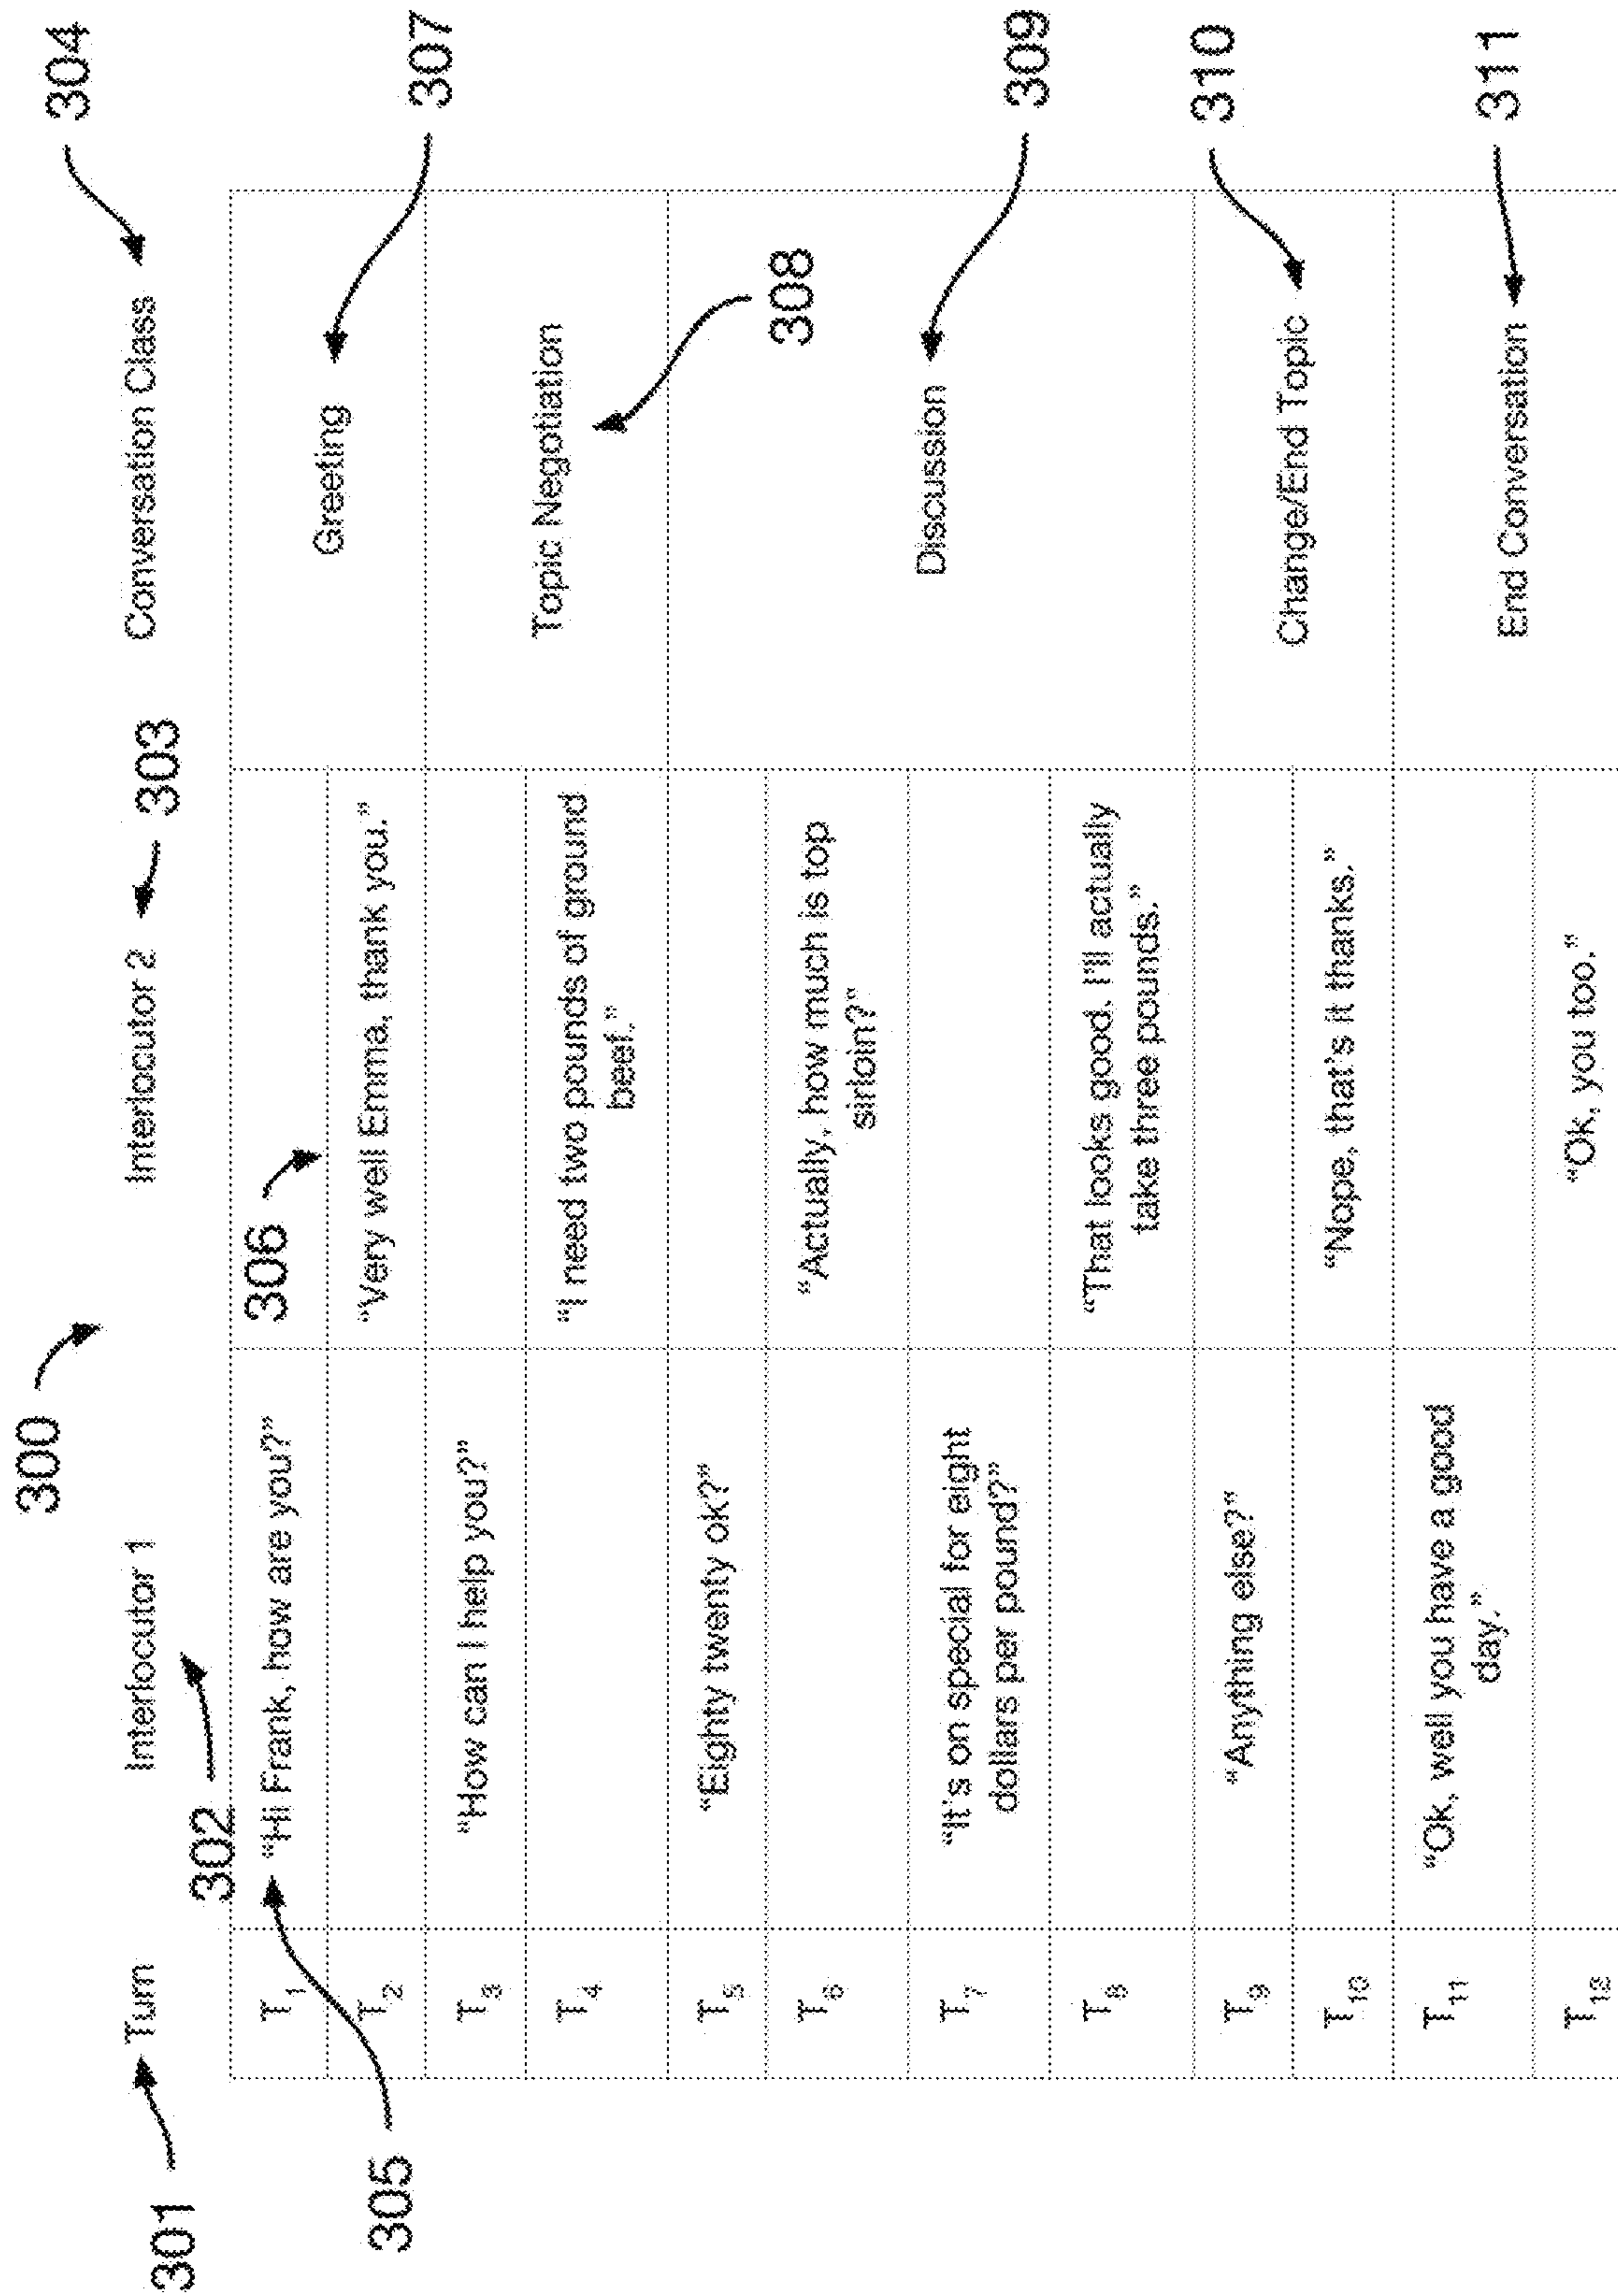 300
304
301
302
303
Turn
Interlocutor 1
Interlocutor 2
Conversation Class
305
306
T1
“Hi Frank, how are you?”
Greeting
307
T2
“Very well Emma, thank you.”
T3
“How can I help you?”
Topic Negotiation
308
T4
“I need two pounds of ground
beef.”
T5
“Eighty twenty ok?”
Discussion
309
T6
“Actually, how much is top
sirloin?”
T7
“It's on special for eight
dollars per pound?”
T8
“That looks good. I'll actually
take three pounds.”
T9
“Anything else?”
Change/End Topic
310
T10
“Nope, that's it thanks.”
T11
“Ok, well you have a good
day.”
End Conversation
311
T12
“Ok, you too.”